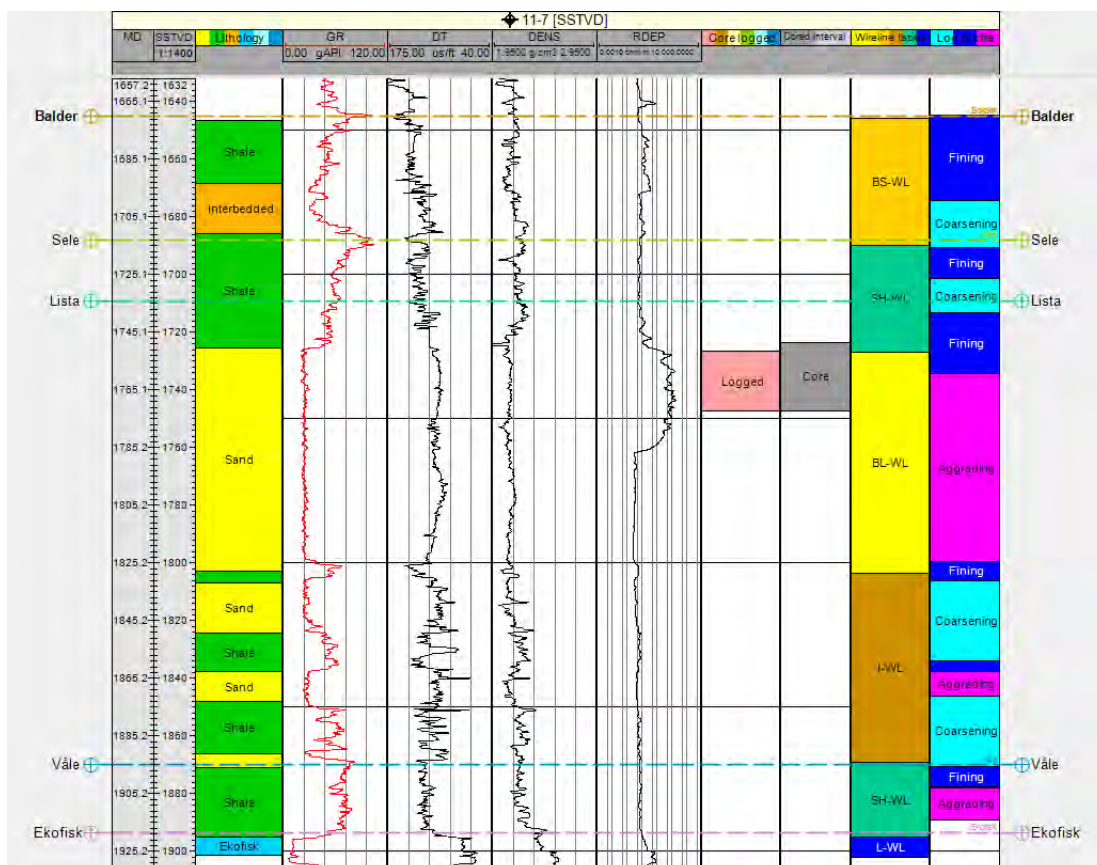 11-7 [SSTVD]
MD SSTVD Lithology GR DT DENS RDEP Core logged Cored interval Wireline facies
1:1400 0.00 gAPI 120.00 175.00 us/ft 40.00 1.9500 g/cm3 2.9500
1657.2 1632
1665.1 1640
Balder Balder
Shale Fining
1685.1 1660
BS-WL
Interbedded
1705.1 1680
Coarsening
Sele Sele
Fining
1725.1 1700
Shale SH-WL Coarsening
Lista Lista
1745.1 1720
Fining
Logged Core
1765.1 1740
1785.2 1760
Sand BL-WL Aggrading
1805.2 1780
1825.2 1800
Fining
Sand
1845.2 1820
Coarsening
Shale I-WL
1865.2 1840
Sand Aggrading
Shale
1885.2 1860
Coarsening
Våle Våle
Fining
Shale SH-WL
1905.2 1880
Aggrading
Ekofisk Ekofisk
Ekofisk L-WL
1925.2 1900